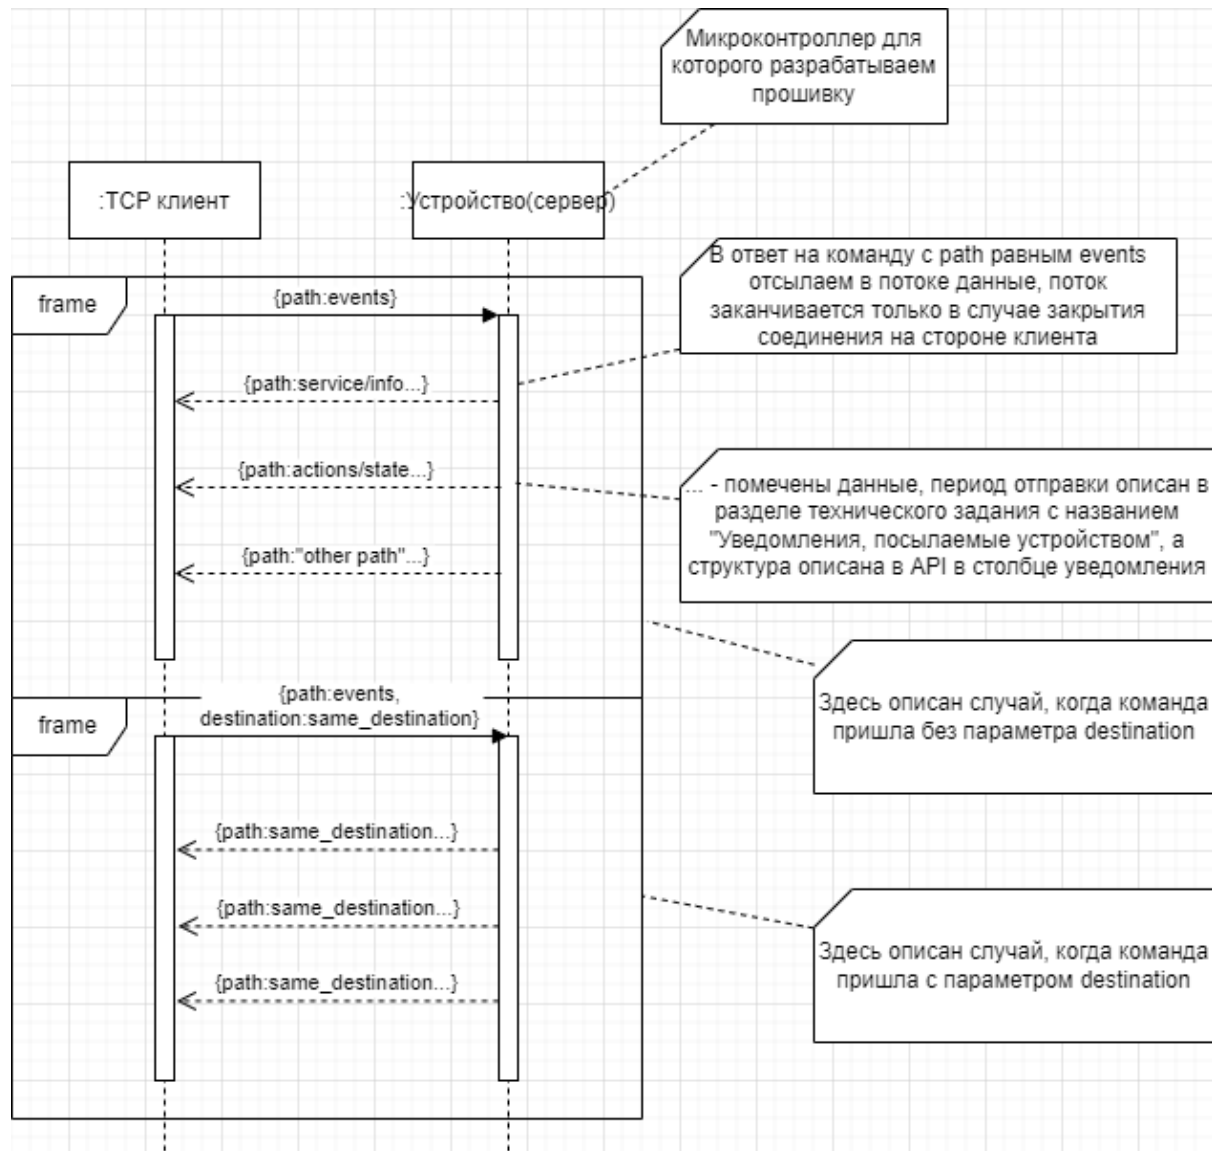 Микроконтроллер для
которого разрабатываем
прошивку
:TCP клиент
:Устройство(сервер)
В ответ на команду с path равным events
отсылаем в потоке данные, поток
заканчивается только в случае закрытия
соединения на стороне клиента
frame
{path:events}
{path:service/info...}
{path:actions/state...}
... - помечены данные, период отправки описан в
разделе технического задания с названием
"Уведомления, посылаемые устройством", а
структура описана в API в столбце уведомления
{path:"other path"...}
Здесь описан случай, когда команда
пришла без параметра destination
frame
{path:events,
destination:same_destination}
{path:same_destination...}
{path:same_destination...}
{path:same_destination...}
Здесь описан случай, когда команда
пришла с параметром destination